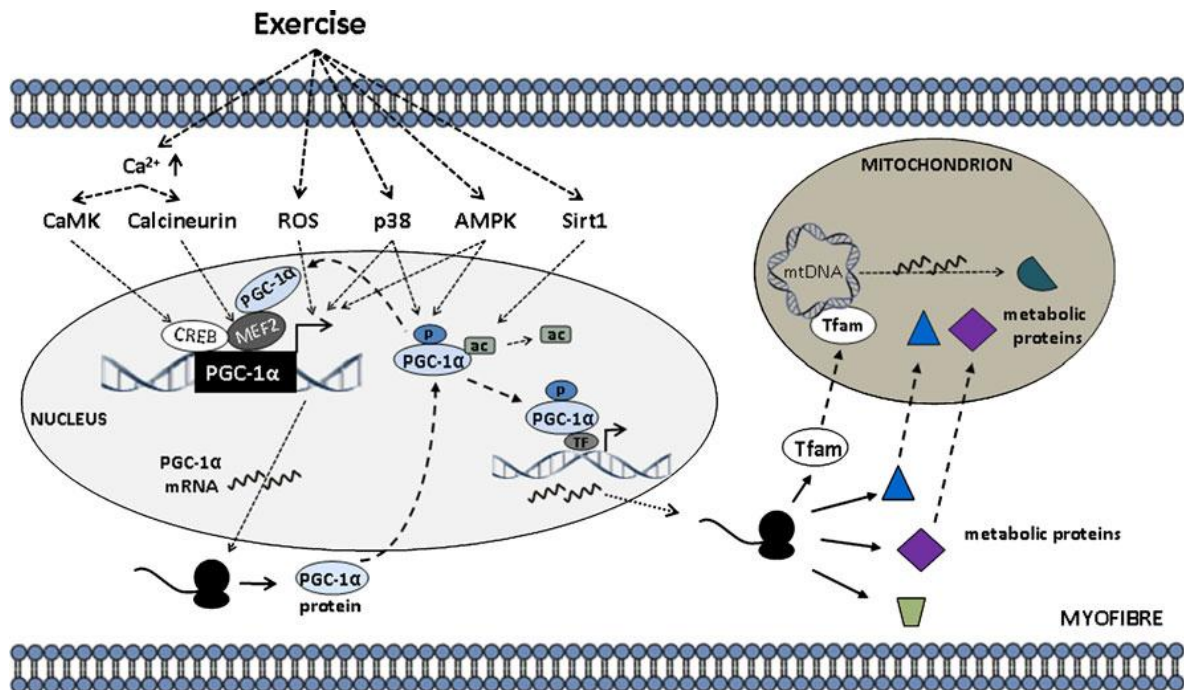 Exercise
Ca²⁺
CaMK
Calcineurin
ROS
p38
AMPK
Sirt1
MITOCHONDRION
mtDNA
Tfam
metabolic
proteins
PGC-1α
CREB
MEF2
PGC-1α
P
ac
ac
PGC-1α
NUCLEUS
P
PGC-1α
TF
PGC-1α
mRNA
Tfam
metabolic proteins
PGC-1α
protein
MYOFIBRE